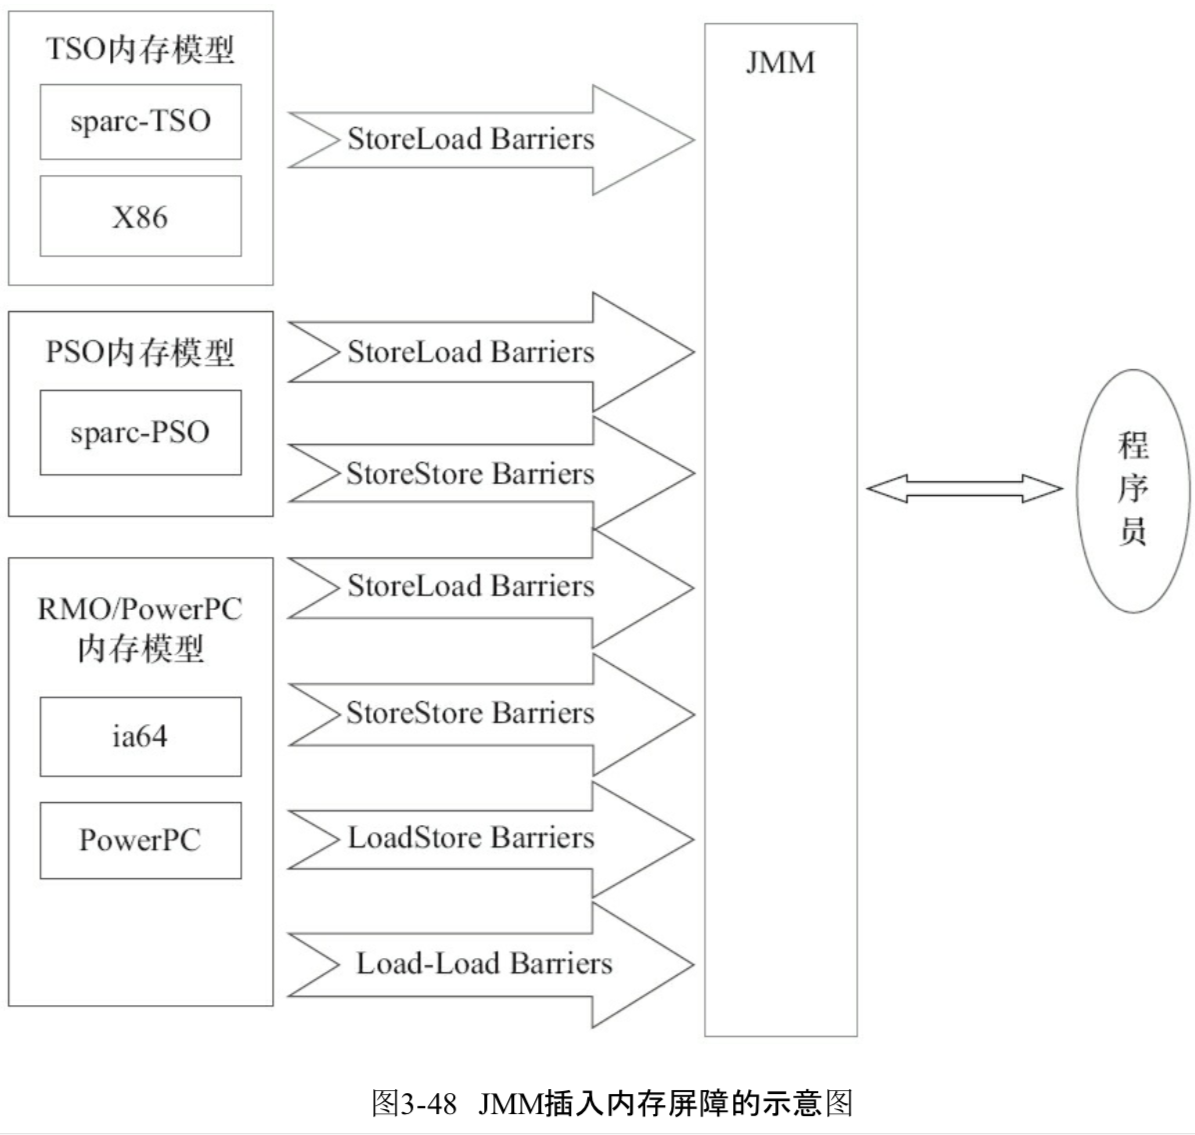 TSO内存模型
sparc-TSO
X86
StoreLoad Barriers
PSO内存模型
sparc-PSO
StoreLoad Barriers
StoreStore Barriers
RMO/PowerPC
内存模型
ia64
PowerPC
StoreLoad Barriers
StoreStore Barriers
LoadStore Barriers
Load-Load Barriers
JMM
程
序
员
图3-48 JMM插入内存屏障的示意图